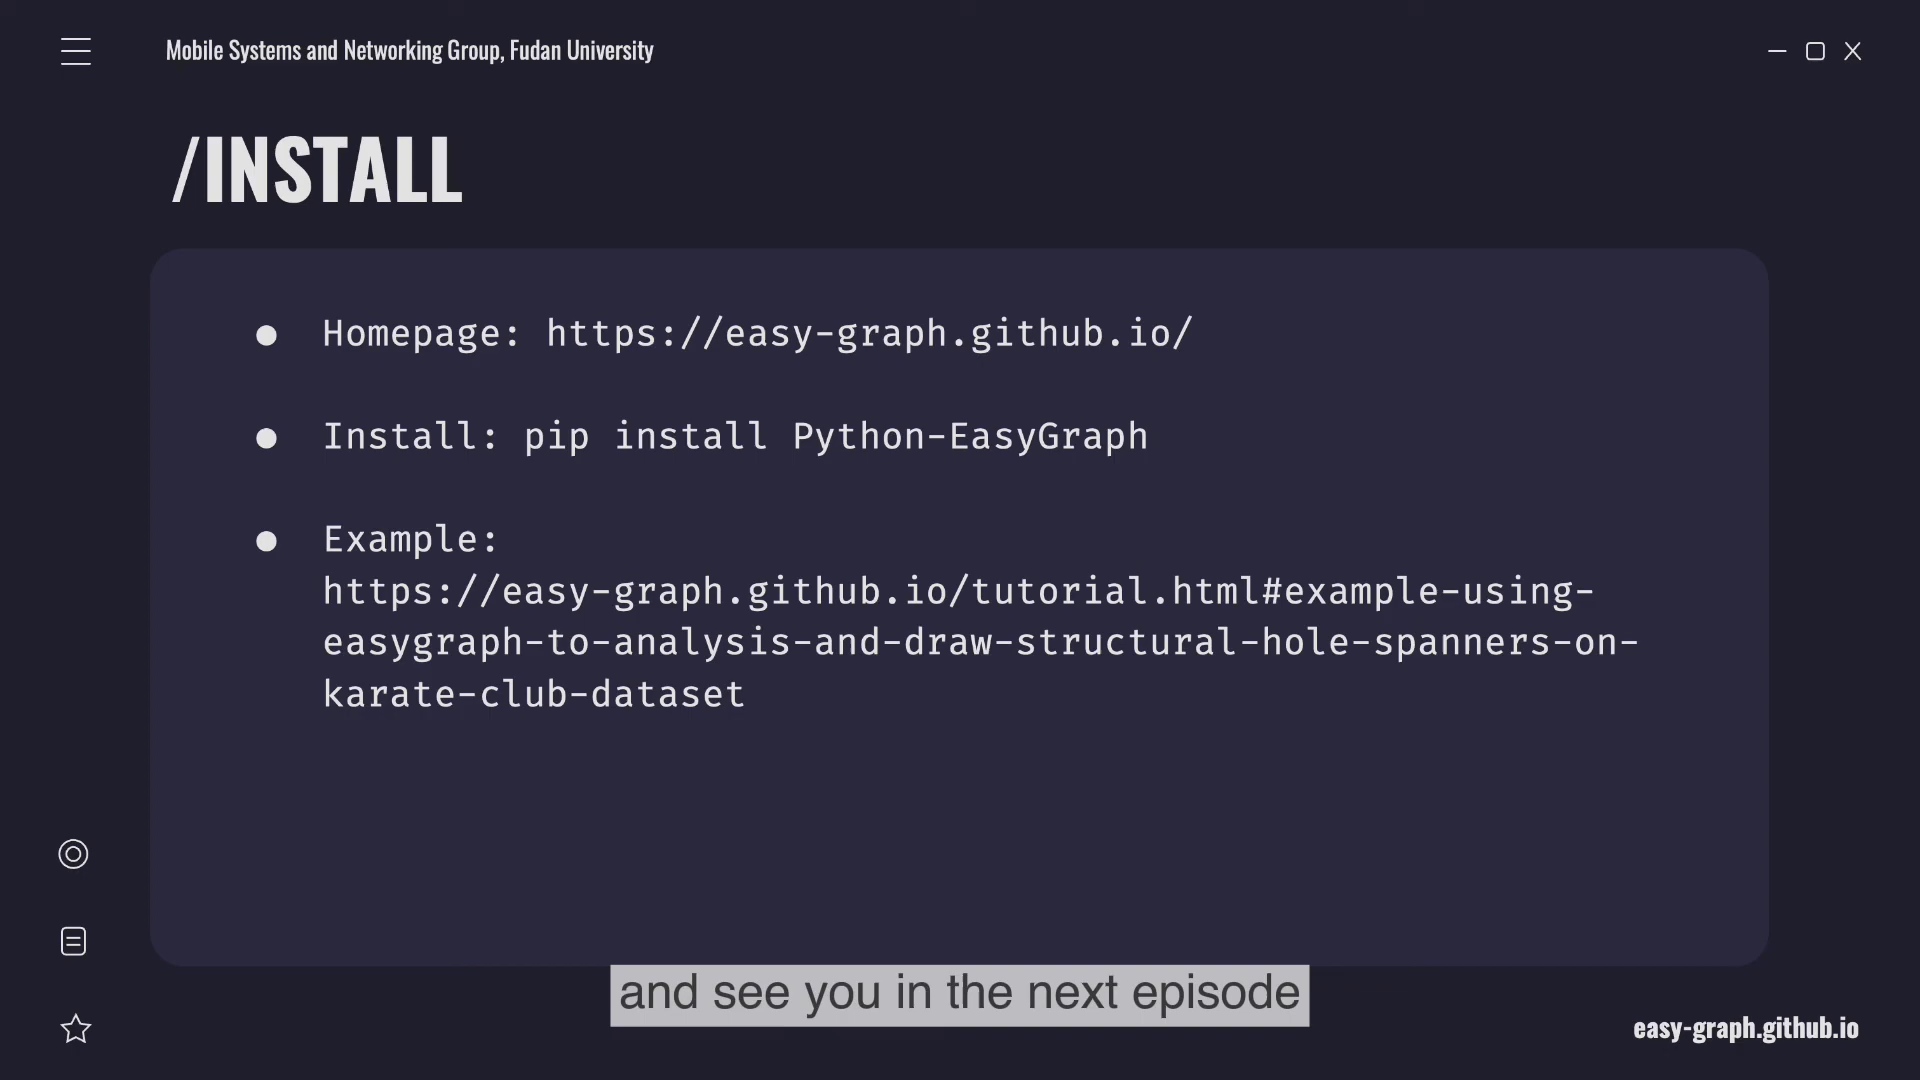 Mobile Systems and Networking Group, Fudan University
/INSTALL
● Homepage: https://easy-graph.github.io/
● Install: pip install Python-EasyGraph
● Example:
https://easy-graph.github.io/tutorial.html#example-using-
easygraph-to-analysis-and-draw-structural-hole-spanners-on-
karate-club-dataset
and see you in the next episode
easy-graph.github.io